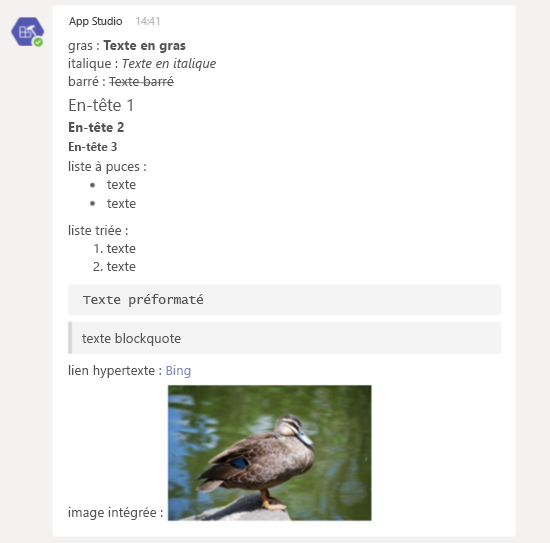 App Studio 14:41
gras : Texte en gras
italique : Texte en italique
barré : Texte barré
En-tête 1
En-tête 2
En-tête 3
liste à puces :
• texte
• texte
liste triée :
1. texte
2. texte
Texte préformaté
texte blockquote
lien hypertexte : Bing
image intégrée :